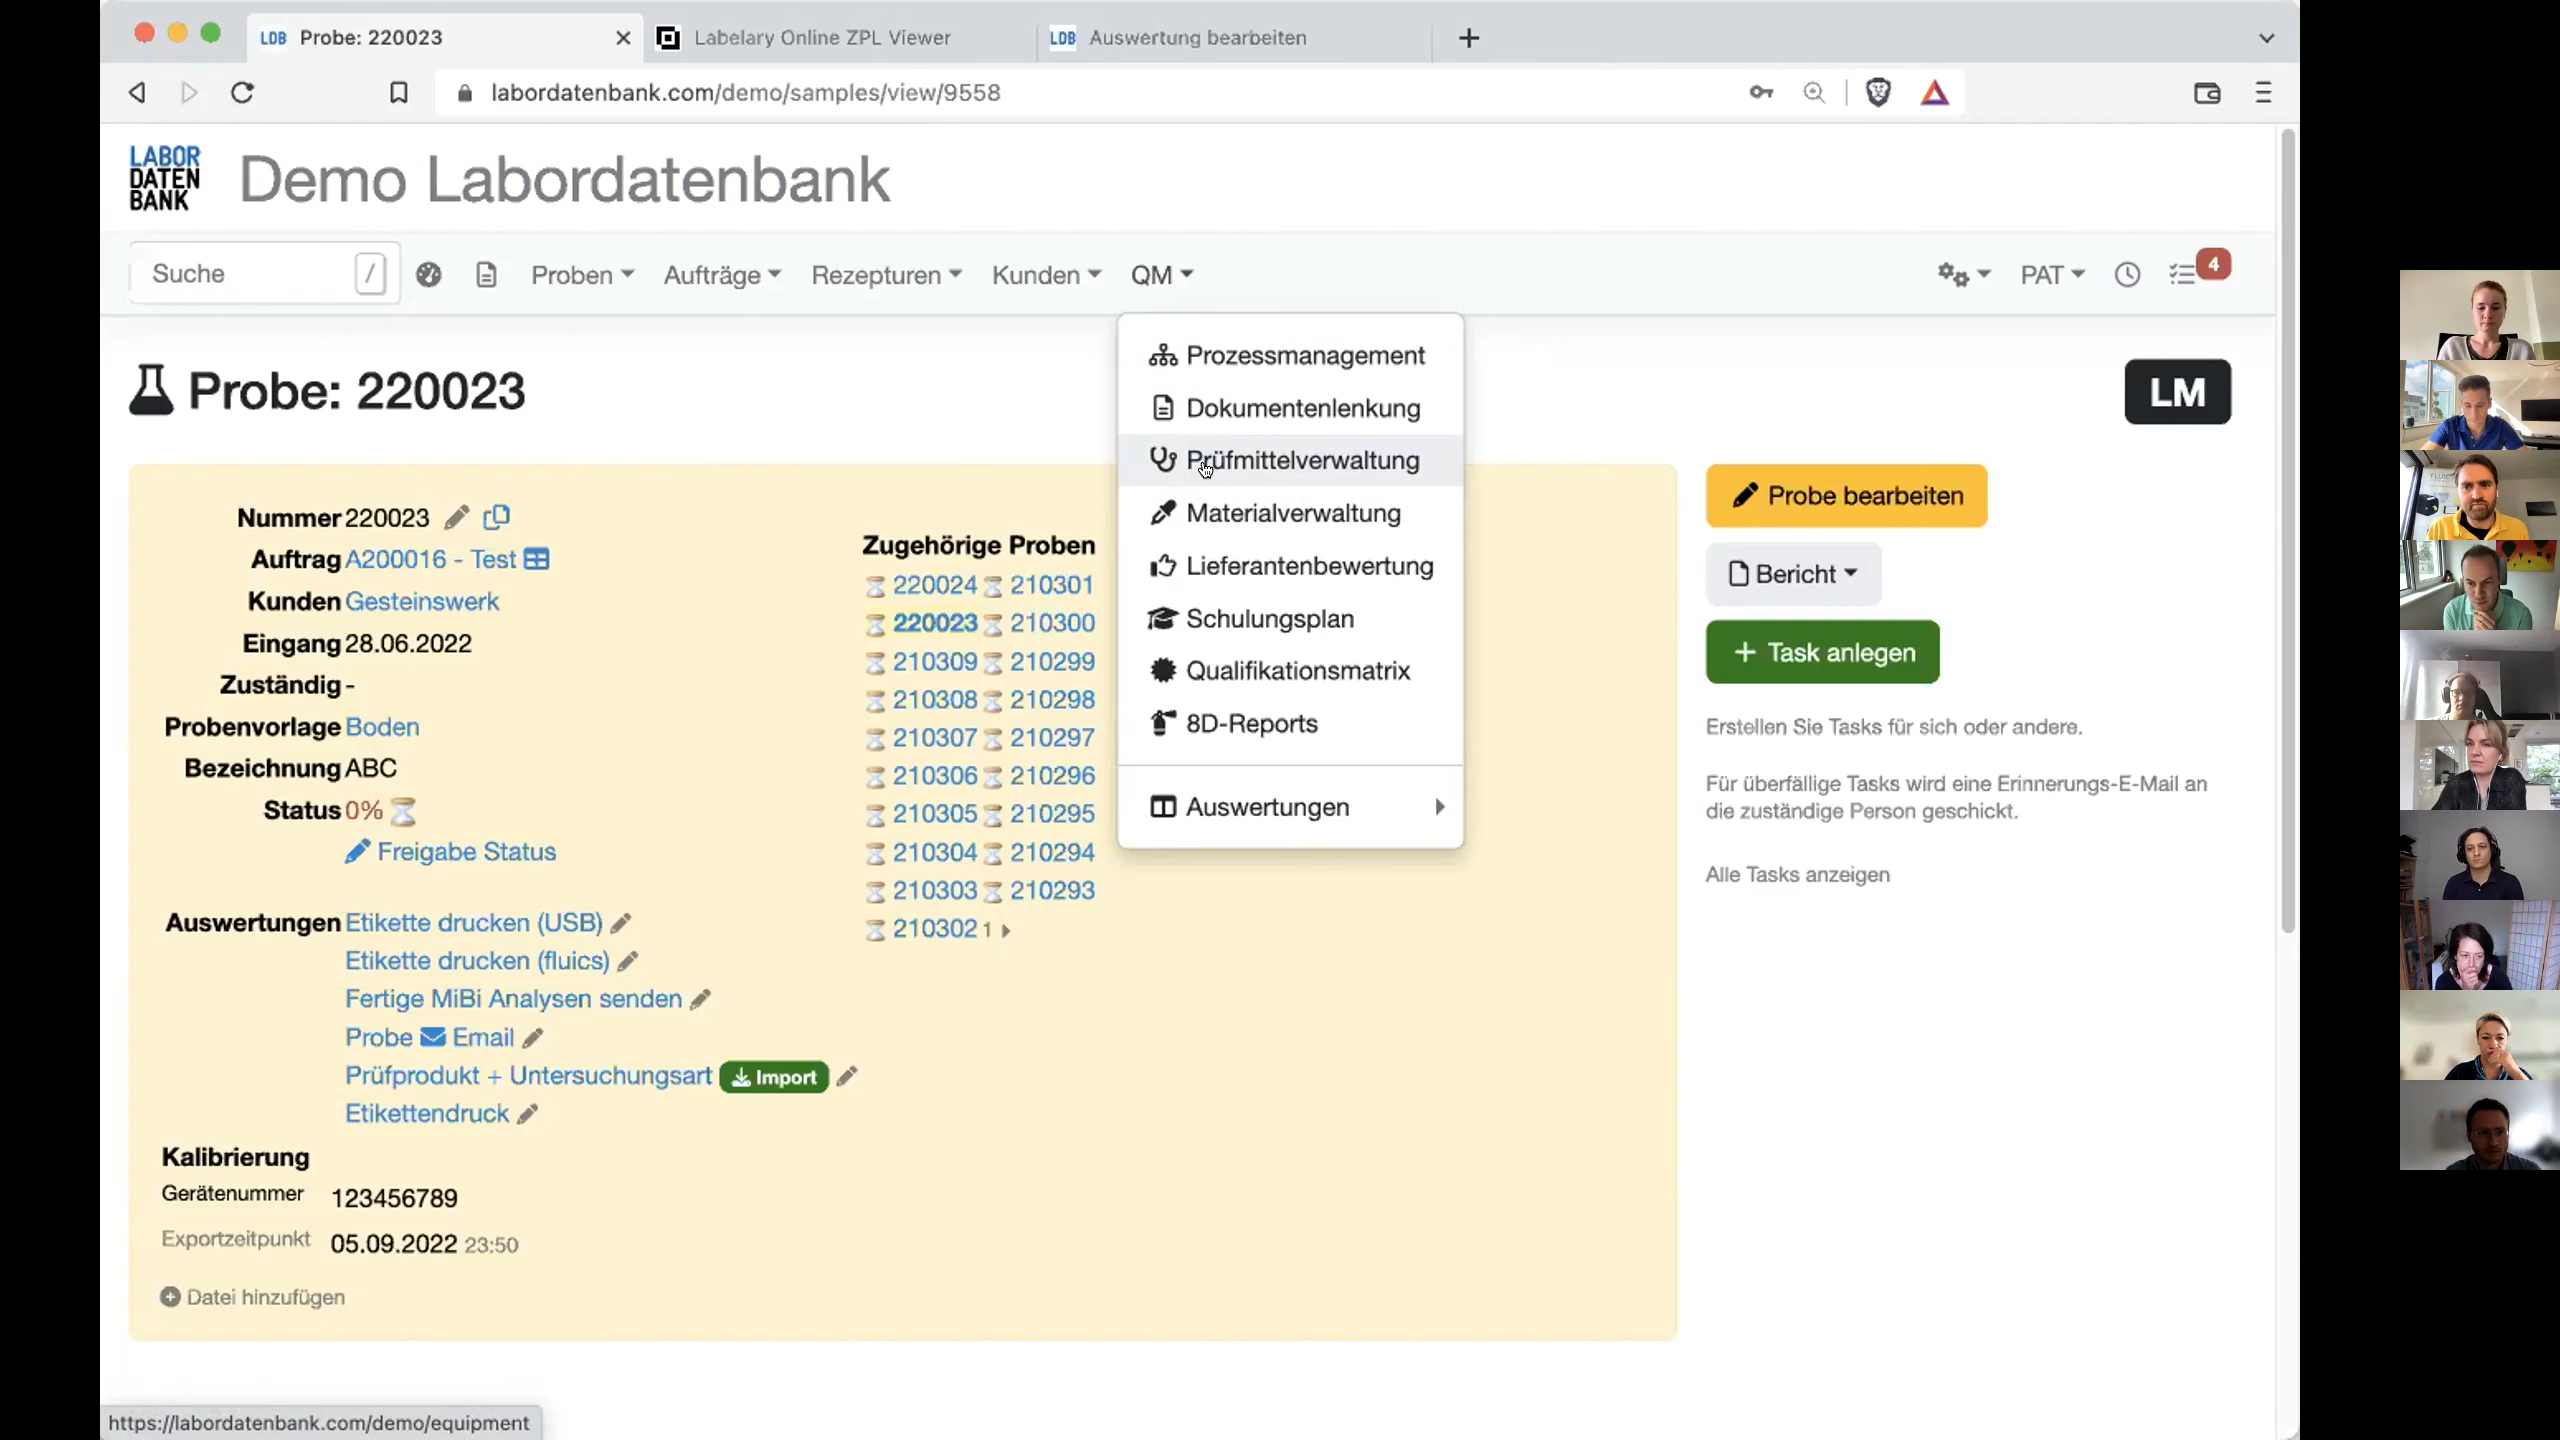 LDB Probe: 220023
Labelary Online ZPL Viewer
LDB Auswertung bearbeiten
labordatenbank.com/demo/samples/view/9558
LABOR
DATEN
BANK
Demo Labordatenbank
Suche /
Proben
Aufträge
Rezepturen
Kunden
QM
PAT
4
Prozessmanagement
Dokumentenlenkung
Prüfmittelverwaltung
Materialverwaltung
Lieferantenbewertung
Schulungsplan
Qualifikationsmatrix
8D-Reports
Auswertungen
Probe: 220023
LM
Nummer 220023
Auftrag A200016 - Test
Kunden Gesteinswerk
Eingang 28.06.2022
Zuständig -
Probenvorlage Boden
Bezeichnung ABC
Status 0%
Freigabe Status
Auswertungen Etikette drucken (USB)
Etikette drucken (fluics)
Fertige MiBi Analysen senden
Probe Email
Prüfprodukt + Untersuchungsart Import
Etikettendruck
Kalibrierung
Gerätenummer 123456789
Exportzeitpunkt 05.09.2022 23:50
Datei hinzufügen
Zugehörige Proben
220024 210301
220023 210300
210309 210299
210308 210298
210307 210297
210306 210296
210305 210295
210304 210294
210303 210293
210302 1
Probe bearbeiten
Bericht
+ Task anlegen
Erstellen Sie Tasks für sich oder andere.
Für überfällige Tasks wird eine Erinnerungs-E-Mail an
die zuständige Person geschickt.
Alle Tasks anzeigen
https://labordatenbank.com/demo/equipment